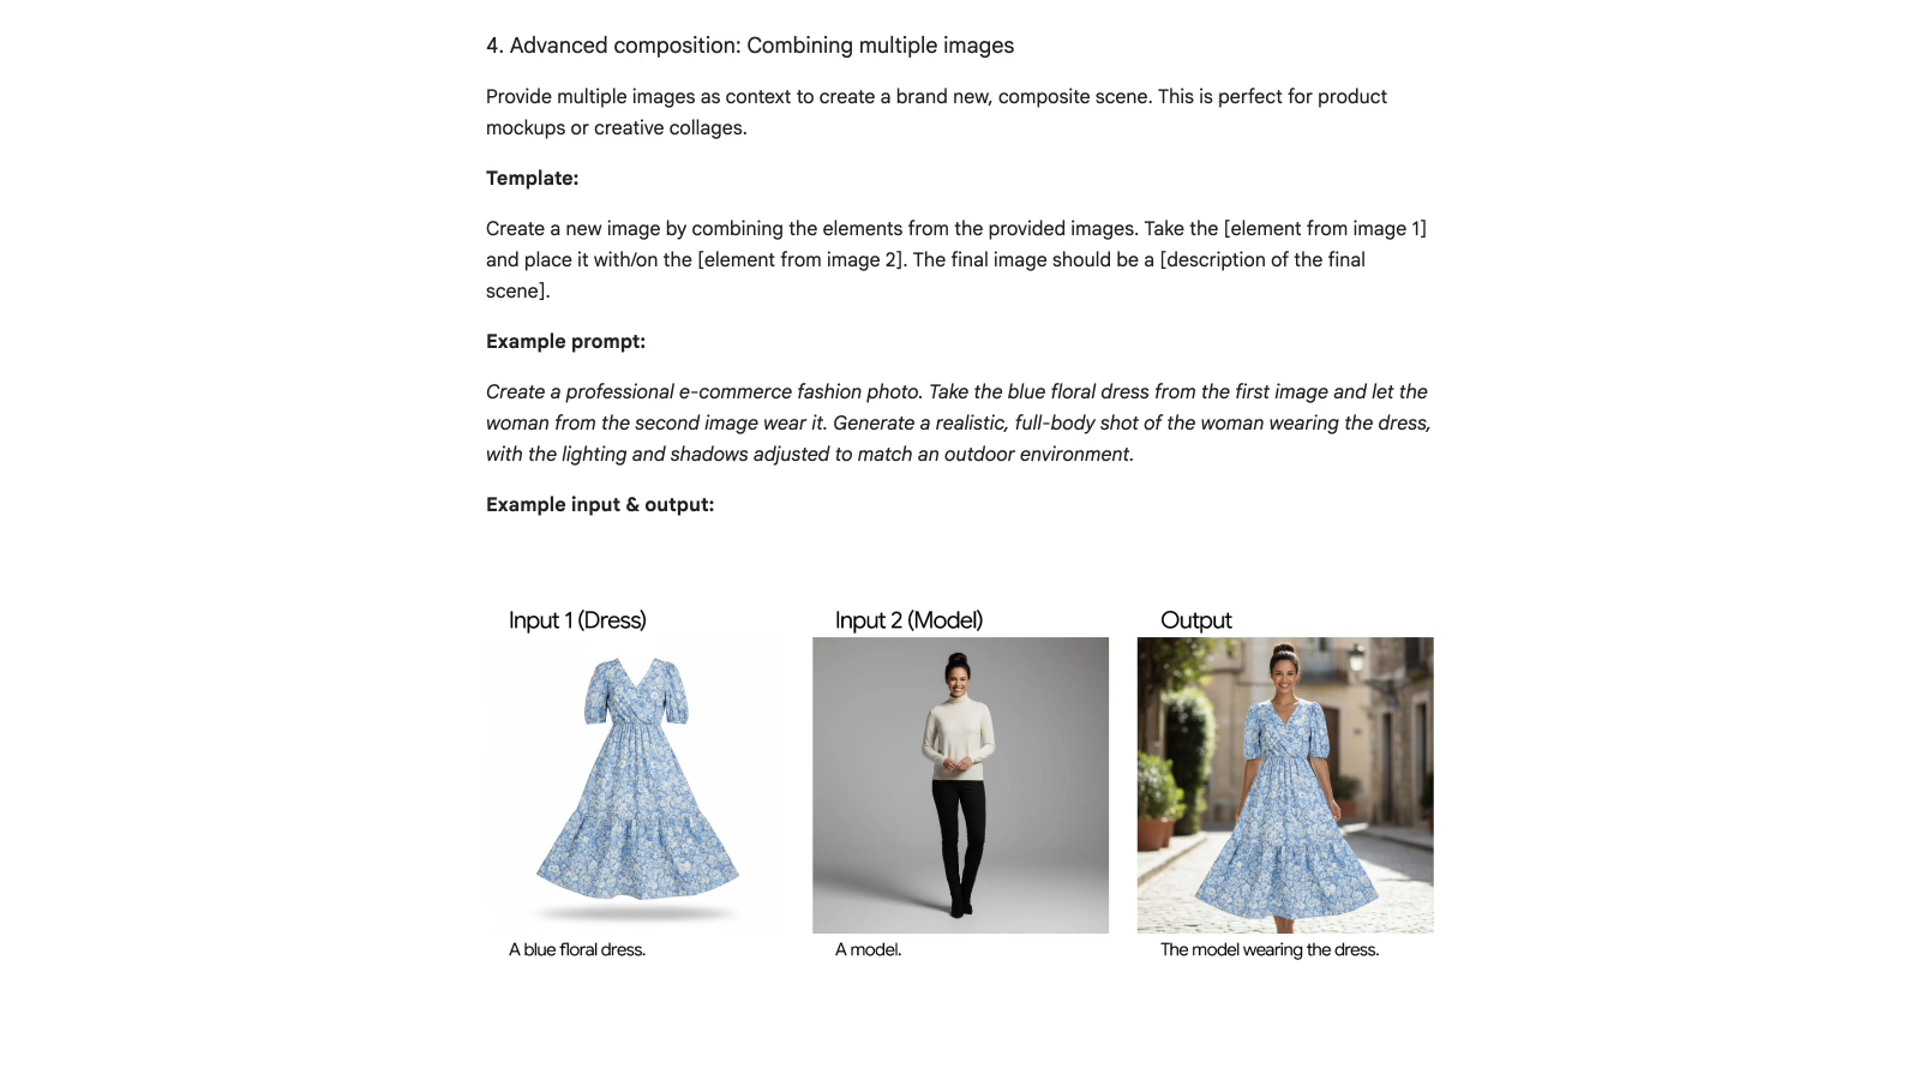 4. Advanced composition: Combining multiple images
Provide multiple images as context to create a brand new, composite scene. This is perfect for product
mockups or creative collages.
Template:
Create a new image by combining the elements from the provided images. Take the [element from image 1]
and place it with/on the [element from image 2]. The final image should be a [description of the final
scene].
Example prompt:
Create a professional e-commerce fashion photo. Take the blue floral dress from the first image and let the
woman from the second image wear it. Generate a realistic, full-body shot of the woman wearing the dress,
with the lighting and shadows adjusted to match an outdoor environment.
Example input & output:
Input 1 (Dress)
Input 2 (Model)
Output
A blue floral dress.
A model.
The model wearing the dress.